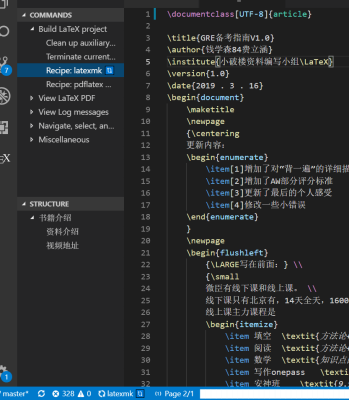 COMMANDS
Build LaTeX project
Clean up auxiliary...
Terminate current...
Recipe: latexmk
Recipe: pdflatex ...
View LaTeX PDF
View Log messages
Navigate, select, an...
Miscellaneous
STRUCTURE
书籍介绍
资料介绍
视频地址
1 \documentclass[UTF-8]{article}
2
3 \title{GRE备考指南V1.0}
4 \author{钱学森84费立涵}
5 \institute{小破楼资料编写小组\LaTeX}
6 \version{1.0}
7 \date{2019 . 3 . 16}
8 \begin{document}
9 \maketitle
10 \newpage
11 {\centering
12 更新内容:
13 \begin{enumerate}
14 \item[1]增加了对“背一遍”的详细描
15 \item[2]增加了AW部分评分标准
16 \item[3]更新了最后的个人感受
17 \item[4]修改一些小错误
18 \end{enumerate}
19 }
20 \newpage
21 \begin{flushleft}
22 {\LARGE写在前面:} \\
23 {\small
24 微臣有线下课和线上课。 \\
25 线下课只有北京有, 14天全天, 1600
26 线上课主力课程是
27 \begin{itemize}
28 \item 填空 \textit{方法论
29 \item 阅读 \textit{方法论
30 \item 数学 \textit{知识点
31 \item 写作onepass \textit
32 \item 安神班 \textit{9.
master*
328
0
latexmk
Page 2/1